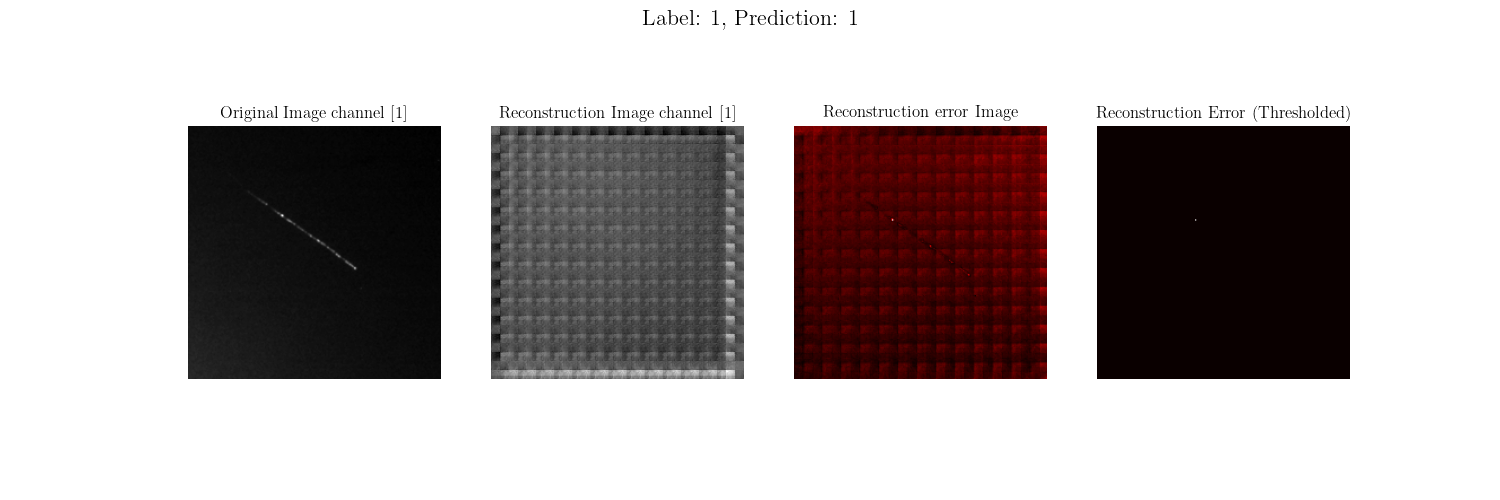 Label: 1, Prediction: 1
Original Image channel [1]
Reconstruction Image channel [1]
Reconstruction error Image
Reconstruction Error (Thresholded)